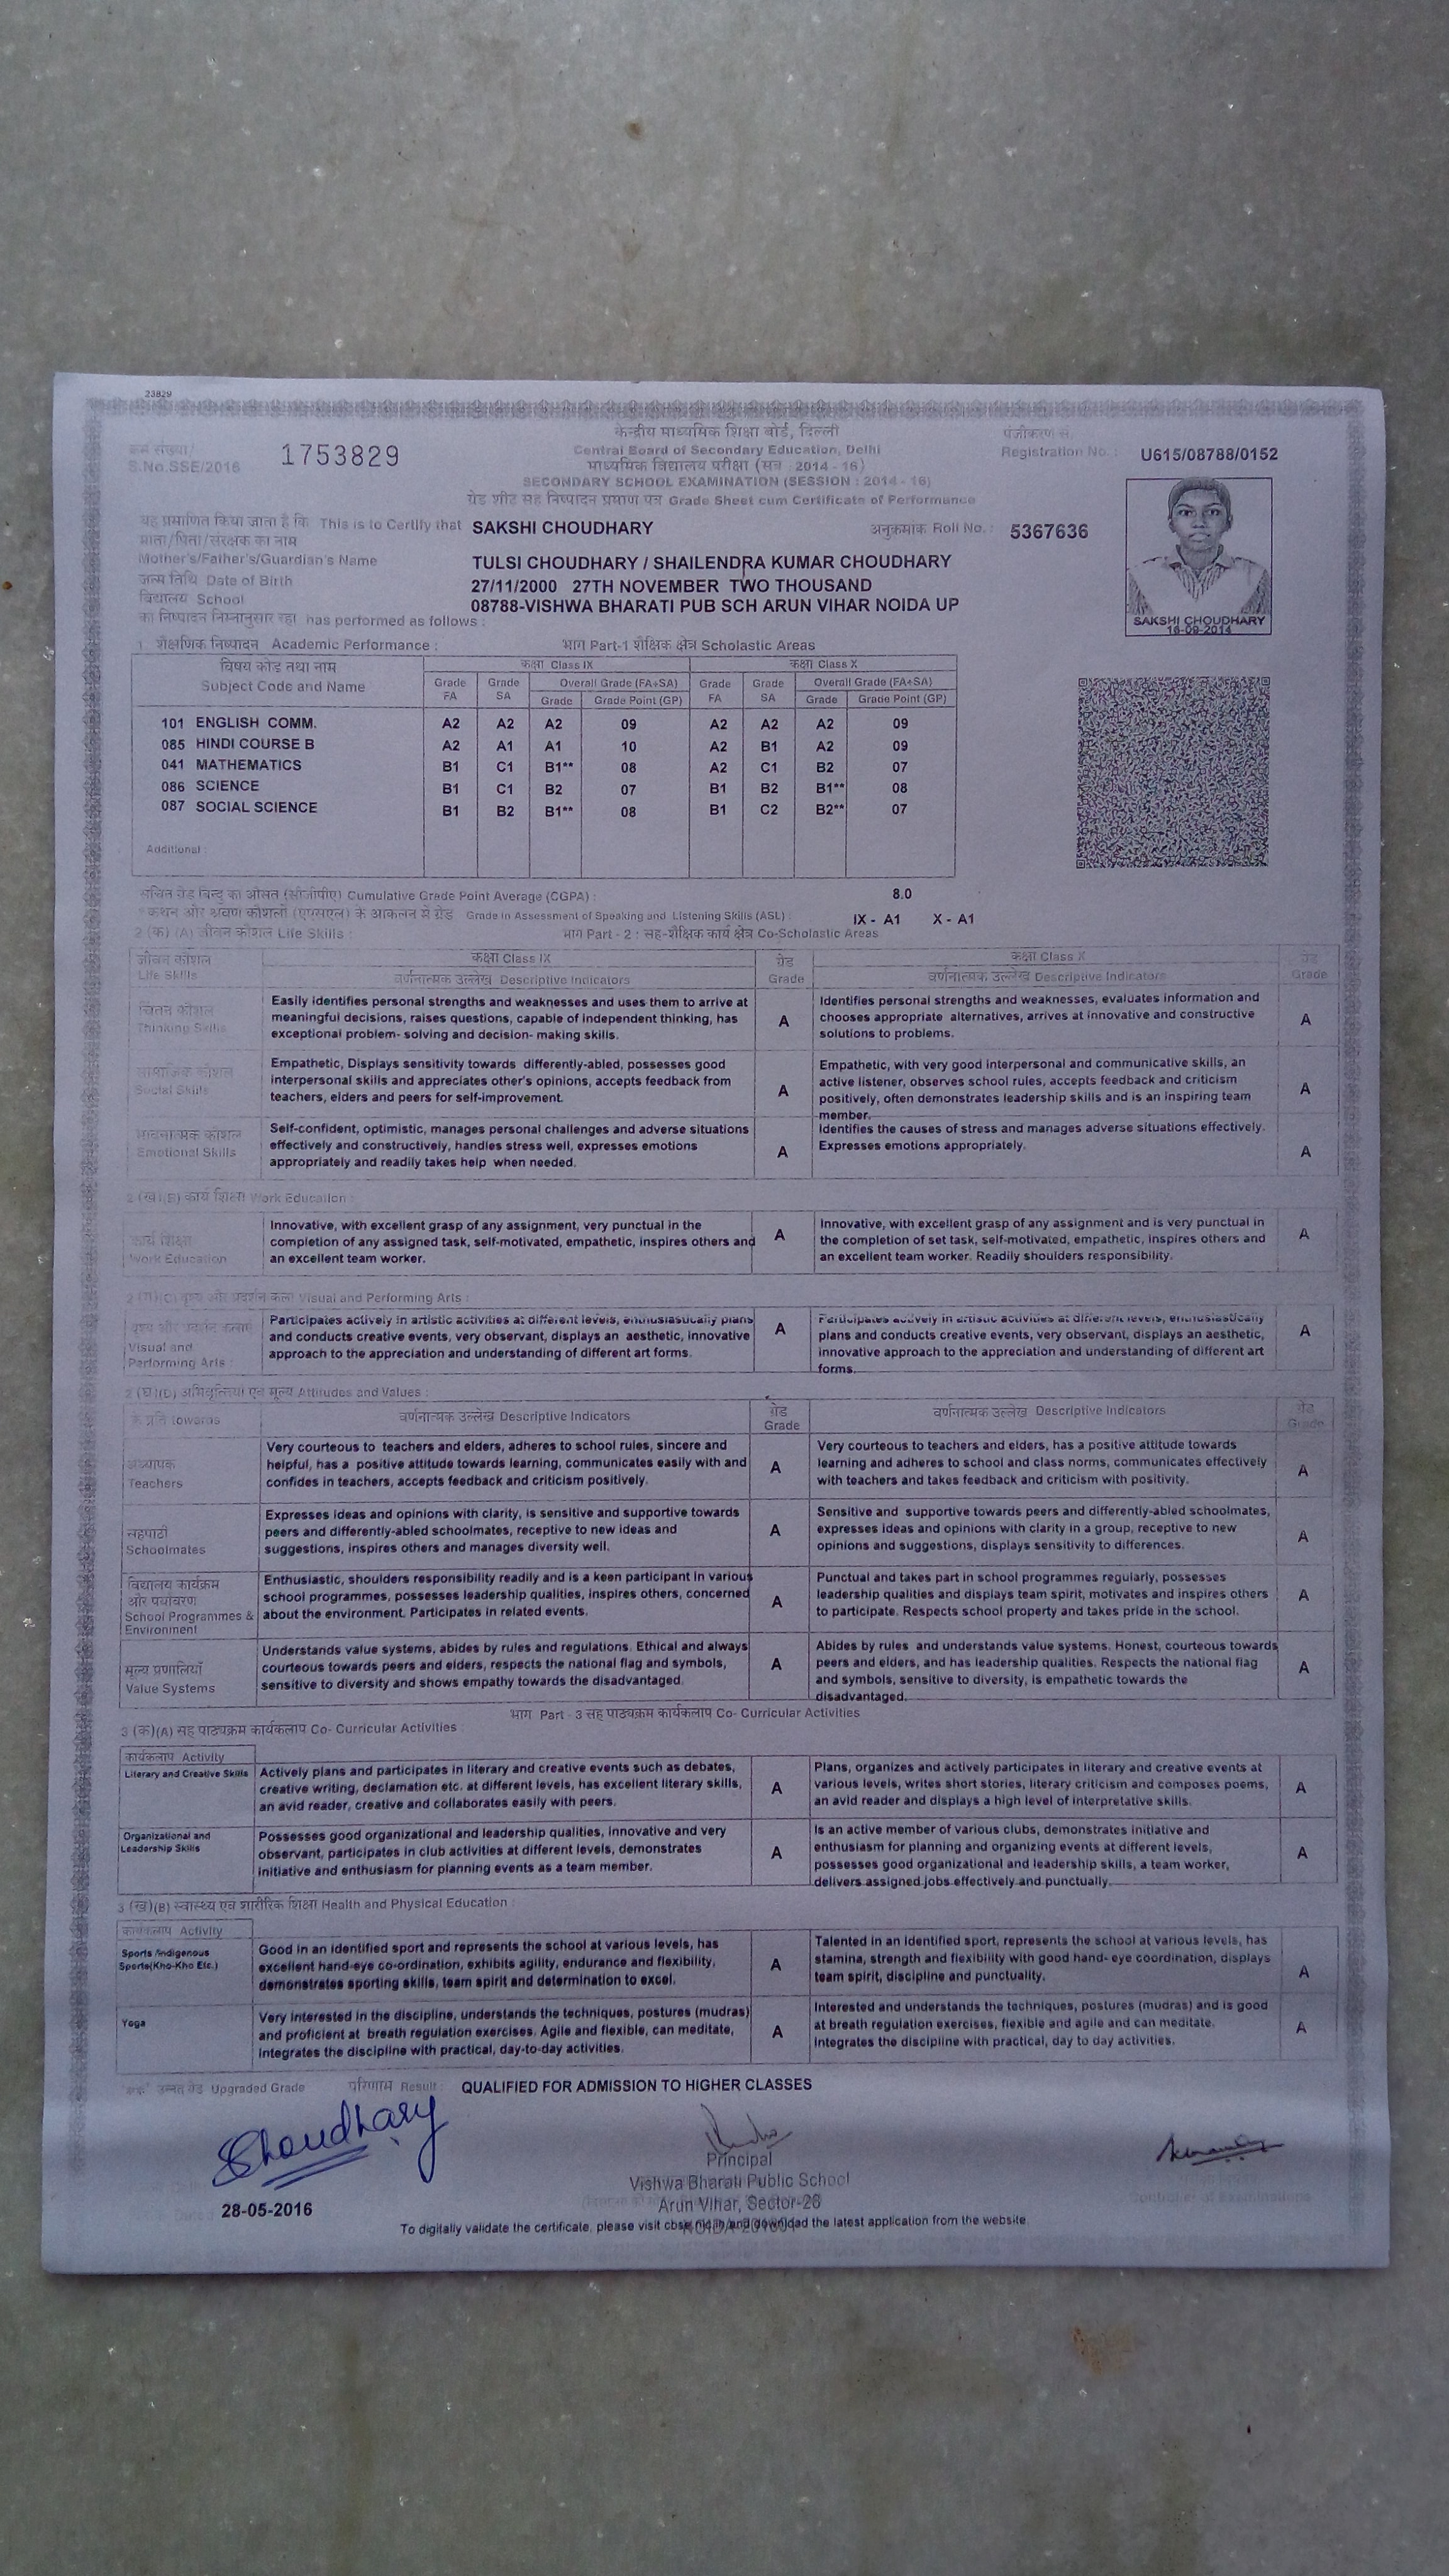 23829
क्रम संख्या/
S.No.SSE/2016 1753829
केन्द्रीय माध्यमिक शिक्षा बोर्ड, दिल्ली
Central Board of Secondary Education, Delhi
माध्यमिक विद्यालय परीक्षा (सत्र : 2014 - 16)
SECONDARY SCHOOL EXAMINATION (SESSION : 2014 - 16)
ग्रेड शीट सह निष्पादन प्रमाण पत्र Grade Sheet cum Certificate of Performance
पंजीकरण सं.
Registration No. : U615/08788/0152
यह प्रमाणित किया जाता है कि This is to Certify that SAKSHI CHOUDHARY अनुक्रमांक Roll No. : 5367636
माता/पिता/संरक्षक का नाम
Mother's/Father's/Guardian's Name TULSI CHOUDHARY / SHAILENDRA KUMAR CHOUDHARY
जन्म तिथि Date of Birth 27/11/2000 27TH NOVEMBER TWO THOUSAND
विद्यालय School 08788-VISHWA BHARATI PUB SCH ARUN VIHAR NOIDA UP
का निष्पादन निम्नानुसार रहा has performed as follows :
SAKSHI CHOUDHARY
16-09-2014
1. शैक्षणिक निष्पादन Academic Performance : भाग Part-1 शैक्षिक क्षेत्र Scholastic Areas
विषय कोड तथा नाम कक्षा Class IX कक्षा Class X
Subject Code and Name Grade FA Grade SA Overall Grade (FA+SA) Grade FA Grade SA Overall Grade (FA+SA)
Grade Grade Point (GP) Grade Grade Point (GP)
101 ENGLISH COMM. A2 A2 A2 09 A2 A2 A2 09
085 HINDI COURSE B A2 A1 A1 10 A2 B1 A2 09
041 MATHEMATICS B1 C1 B1** 08 A2 C1 B2 07
086 SCIENCE B1 C1 B2 07 B1 B2 B1** 08
087 SOCIAL SCIENCE B1 B2 B1** 08 B1 C2 B2** 07
Additional :
संचित ग्रेड बिन्दु का औसत (सीजीपीए) Cumulative Grade Point Average (CGPA) : 8.0
*कथन और श्रवण कौशलों (एएसएल) के आकलन में ग्रेड Grade in Assessment of Speaking and Listening Skills (ASL) : IX - A1 X - A1
2 (क) (A) जीवन कौशल Life Skills : भाग Part - 2 : सह-शैक्षिक कार्य क्षेत्र Co-Scholastic Areas
जीवन कौशल कक्षा Class IX ग्रेड कक्षा Class X ग्रेड
Life Skills वर्णनात्मक उल्लेख Descriptive Indicators Grade वर्णनात्मक उल्लेख Descriptive Indicators Grade
चिंतन कौशल
Thinking Skills
Easily identifies personal strengths and weaknesses and uses them to arrive at
meaningful decisions, raises questions, capable of independent thinking, has
exceptional problem- solving and decision- making skills.
A
Identifies personal strengths and weaknesses, evaluates information and
chooses appropriate alternatives, arrives at innovative and constructive
solutions to problems.
A
सामाजिक कौशल
Social Skills
Empathetic, Displays sensitivity towards differently-abled, possesses good
interpersonal skills and appreciates other's opinions, accepts feedback from
teachers, elders and peers for self-improvement.
A
Empathetic, with very good interpersonal and communicative skills, an
active listener, observes school rules, accepts feedback and criticism
positively, often demonstrates leadership skills and is an inspiring team
member.
A
भावनात्मक कौशल
Emotional Skills
Self-confident, optimistic, manages personal challenges and adverse situations
effectively and constructively, handles stress well, expresses emotions
appropriately and readily takes help when needed.
A
Identifies the causes of stress and manages adverse situations effectively.
Expresses emotions appropriately.
A
2 (ख)(B) कार्य शिक्षा Work Education :
कार्य शिक्षा
Work Education
Innovative, with excellent grasp of any assignment, very punctual in the
completion of any assigned task, self-motivated, empathetic, inspires others and
an excellent team worker.
A
Innovative, with excellent grasp of any assignment and is very punctual in
the completion of set task, self-motivated, empathetic, inspires others and
an excellent team worker. Readily shoulders responsibility.
A
2 (ग)(C) दृश्य और प्रदर्शन कला Visual and Performing Arts :
Visual and
Performing Arts :
Participates actively in artistic activities at different levels, enthusiastically plans
and conducts creative events, very observant, displays an aesthetic, innovative
approach to the appreciation and understanding of different art forms.
A
Participates actively in artistic activities at different levels, enthusiastically
plans and conducts creative events, very observant, displays an aesthetic,
innovative approach to the appreciation and understanding of different art
forms.
A
2 (घ)(D) अभिवृत्तियां एवं मूल्य Attitudes and Values :
के प्रति towards वर्णनात्मक उल्लेख Descriptive Indicators ग्रेड Grade वर्णनात्मक उल्लेख Descriptive Indicators ग्रेड Grade
अध्यापक
Teachers
Very courteous to teachers and elders, adheres to school rules, sincere and
helpful, has a positive attitude towards learning, communicates easily with and
confides in teachers, accepts feedback and criticism positively.
A
Very courteous to teachers and elders, has a positive attitude towards
learning and adheres to school and class norms, communicates effectively
with teachers and takes feedback and criticism with positivity.
A
सहपाठी
Schoolmates
Expresses ideas and opinions with clarity, is sensitive and supportive towards
peers and differently-abled schoolmates, receptive to new ideas and
suggestions, inspires others and manages diversity well.
A
Sensitive and supportive towards peers and differently-abled schoolmates,
expresses ideas and opinions with clarity in a group, receptive to new
opinions and suggestions, displays sensitivity to differences.
A
विद्यालय कार्यक्रम
और पर्यावरण
School Programmes &
Environment
Enthusiastic, shoulders responsibility readily and is a keen participant in various
school programmes, possesses leadership qualities, inspires others, concerned
about the environment. Participates in related events.
A
Punctual and takes part in school programmes regularly, possesses
leadership qualities and displays team spirit, motivates and inspires others
to participate. Respects school property and takes pride in the school.
A
मूल्य प्रणालियाँ
Value Systems
Understands value systems, abides by rules and regulations. Ethical and always
courteous towards peers and elders, respects the national flag and symbols,
sensitive to diversity and shows empathy towards the disadvantaged.
A
Abides by rules and understands value systems. Honest, courteous towards
peers and elders, and has leadership qualities. Respects the national flag
and symbols, sensitive to diversity, is empathetic towards the
disadvantaged.
A
भाग Part - 3 सह पाठ्यक्रम कार्यकलाप Co- Curricular Activities
3 (क)(A) सह पाठ्यक्रम कार्यकलाप Co- Curricular Activities :
कार्यकलाप Activity
Literary and Creative Skills
Actively plans and participates in literary and creative events such as debates,
creative writing, declamation etc. at different levels, has excellent literary skills,
an avid reader, creative and collaborates easily with peers.
A
Plans, organizes and actively participates in literary and creative events at
various levels, writes short stories, literary criticism and composes poems,
an avid reader and displays a high level of interpretative skills.
A
Organizational and
Leadership Skills
Possesses good organizational and leadership qualities, innovative and very
observant, participates in club activities at different levels, demonstrates
initiative and enthusiasm for planning events as a team member.
A
Is an active member of various clubs, demonstrates initiative and
enthusiasm for planning and organizing events at different levels,
possesses good organizational and leadership skills, a team worker,
delivers assigned jobs effectively and punctually.
A
3 (ख)(B) स्वास्थ्य एवं शारीरिक शिक्षा Health and Physical Education :
कार्यकलाप Activity
Sports /Indigenous
Sports(Kho-Kho Etc.)
Good in an identified sport and represents the school at various levels, has
excellent hand-eye co-ordination, exhibits agility, endurance and flexibility,
demonstrates sporting skills, team spirit and determination to excel.
A
Talented in an identified sport, represents the school at various levels, has
stamina, strength and flexibility with good hand- eye coordination, displays
team spirit, discipline and punctuality.
A
Yoga
Very interested in the discipline, understands the techniques, postures (mudras)
and proficient at breath regulation exercises. Agile and flexible, can meditate,
integrates the discipline with practical, day-to-day activities.
A
Interested and understands the techniques, postures (mudras) and is good
at breath regulation exercises, flexible and agile and can meditate.
Integrates the discipline with practical, day to day activities.
A
Upgraded Grade परिणाम Result : QUALIFIED FOR ADMISSION TO HIGHER CLASSES
SChoudhary
28-05-2016
Principal
Vishwa Bharati Public School
Arun Vihar, Sector-28
Controller of Examinations
To digitally validate the certificate, please visit cbse.nic.in and download the latest application from the website